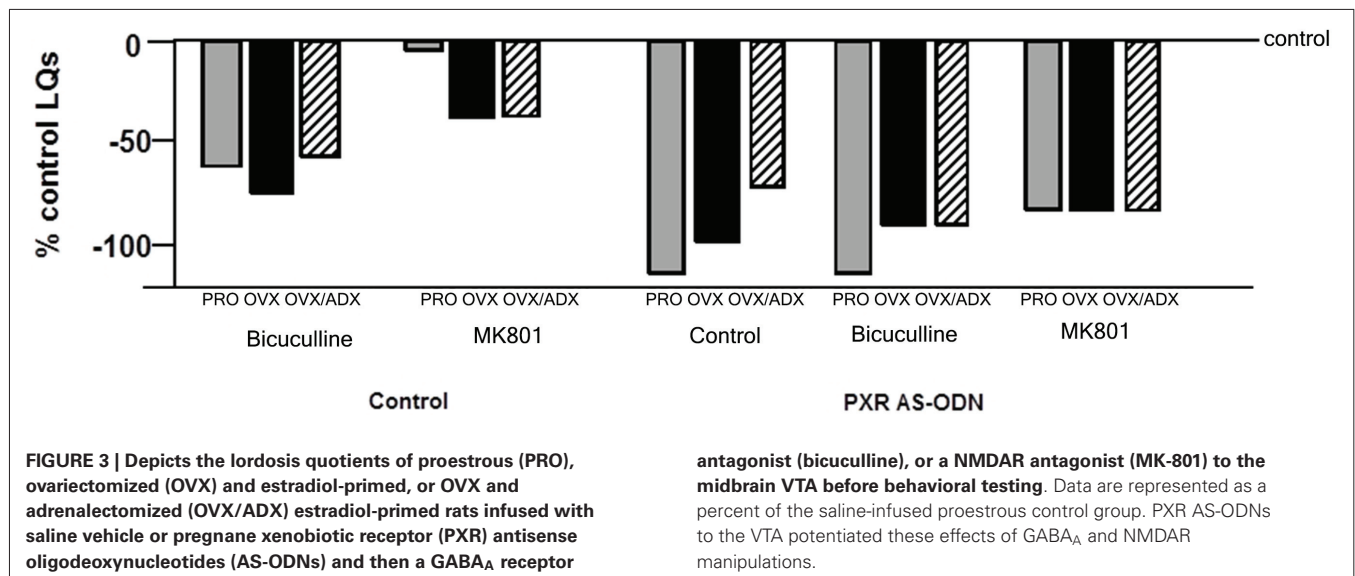 % control LQs
0
-50
-100
control
PRO OVX OVX/ADX PRO OVX OVX/ADX PRO OVX OVX/ADX PRO OVX OVX/ADX PRO OVX OVX/ADX
Bicuculline MK801 Control Bicuculline MK801
Control PXR AS-ODN
FIGURE 3 | Depicts the lordosis quotients of proestrous (PRO),
ovariectomized (OVX) and estradiol-primed, or OVX and
adrenalectomized (OVX/ADX) estradiol-primed rats infused with
saline vehicle or pregnane xenobiotic receptor (PXR) antisense
oligodeoxynucleotides (AS-ODNs) and then a GABAA receptor
antagonist (bicuculline), or a NMDAR antagonist (MK-801) to the
midbrain VTA before behavioral testing. Data are represented as a
percent of the saline-infused proestrous control group. PXR AS-ODNs
to the VTA potentiated these effects of GABAA and NMDAR
manipulations.